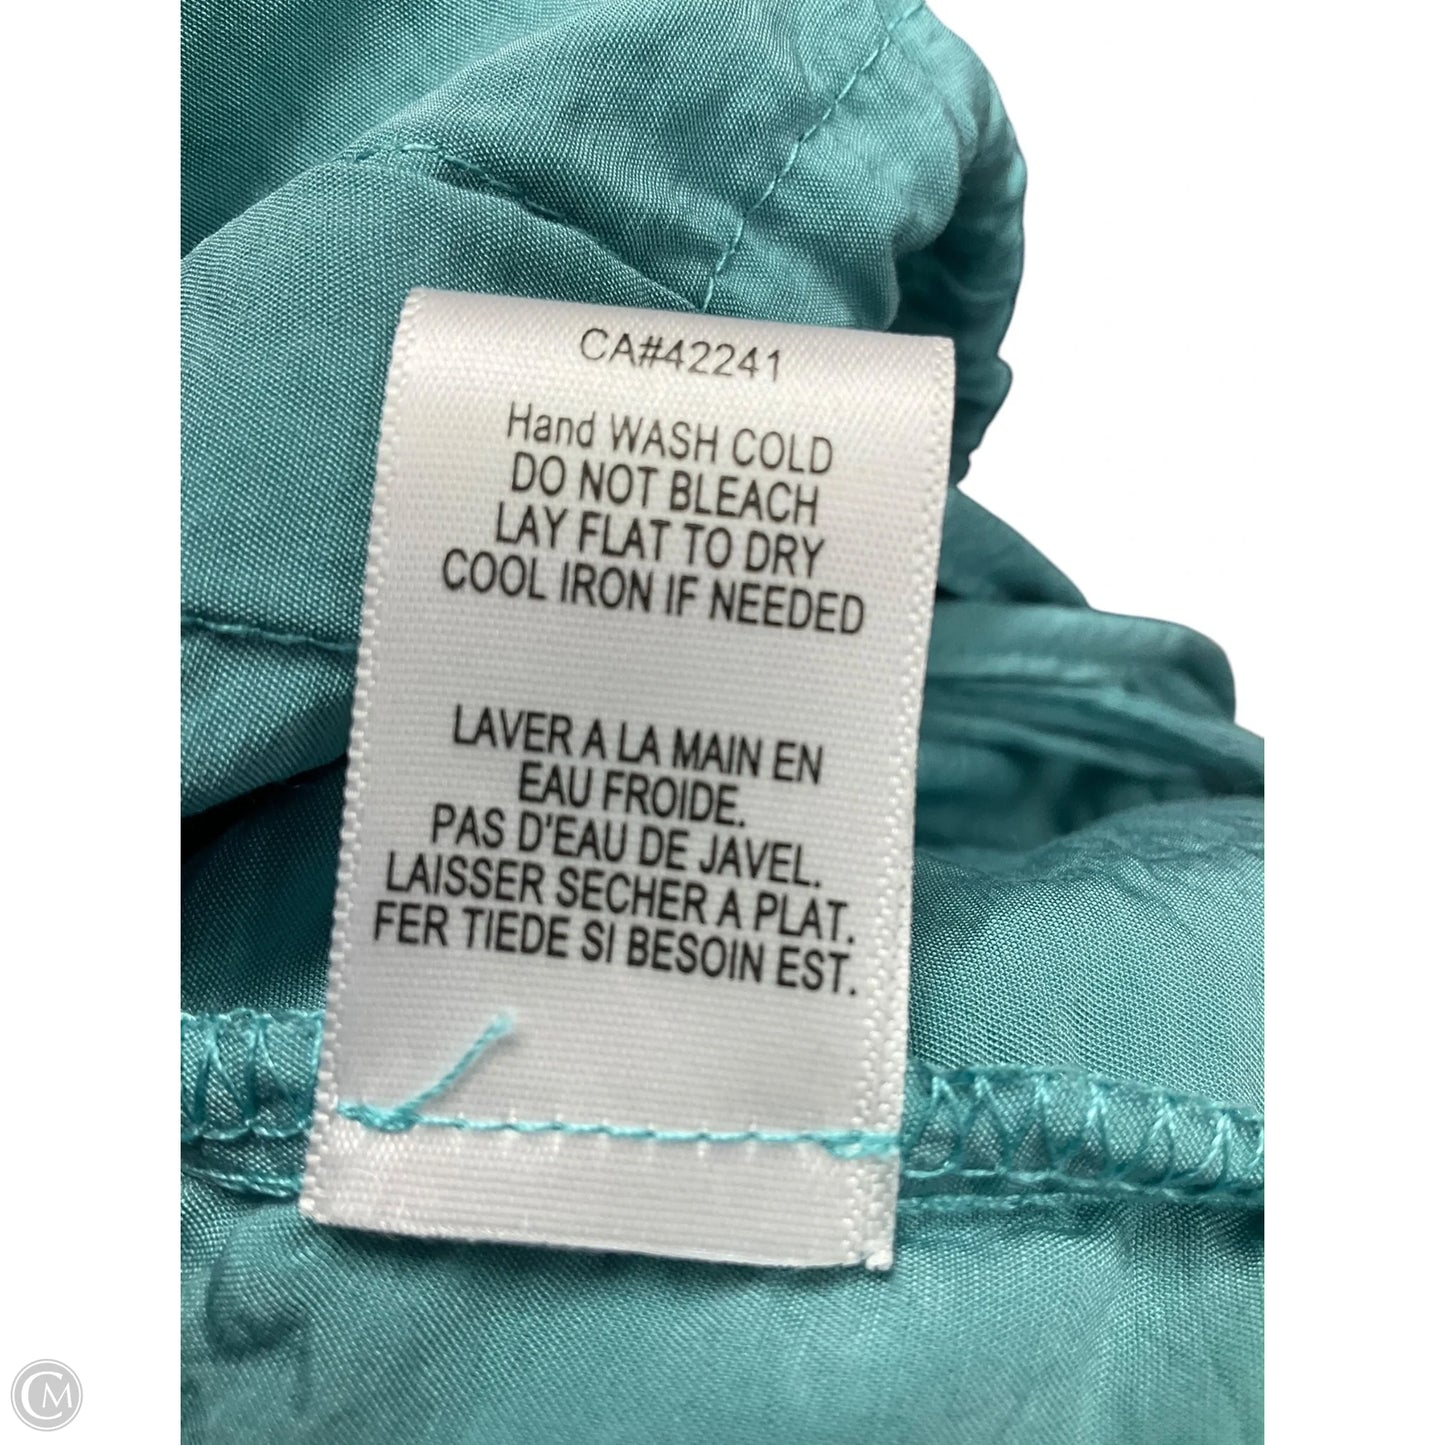 CA#42241
Hand WASH COLD
DO NOT BLEACH
LAY FLAT TO DRY
COOL IRON IF NEEDED
LAVER A LA MAIN EN
EAU FROIDE.
PAS D'EAU DE JAVEL.
LAISSER SECHER A PLAT.
FER TIEDE SI BESOIN EST.
CM